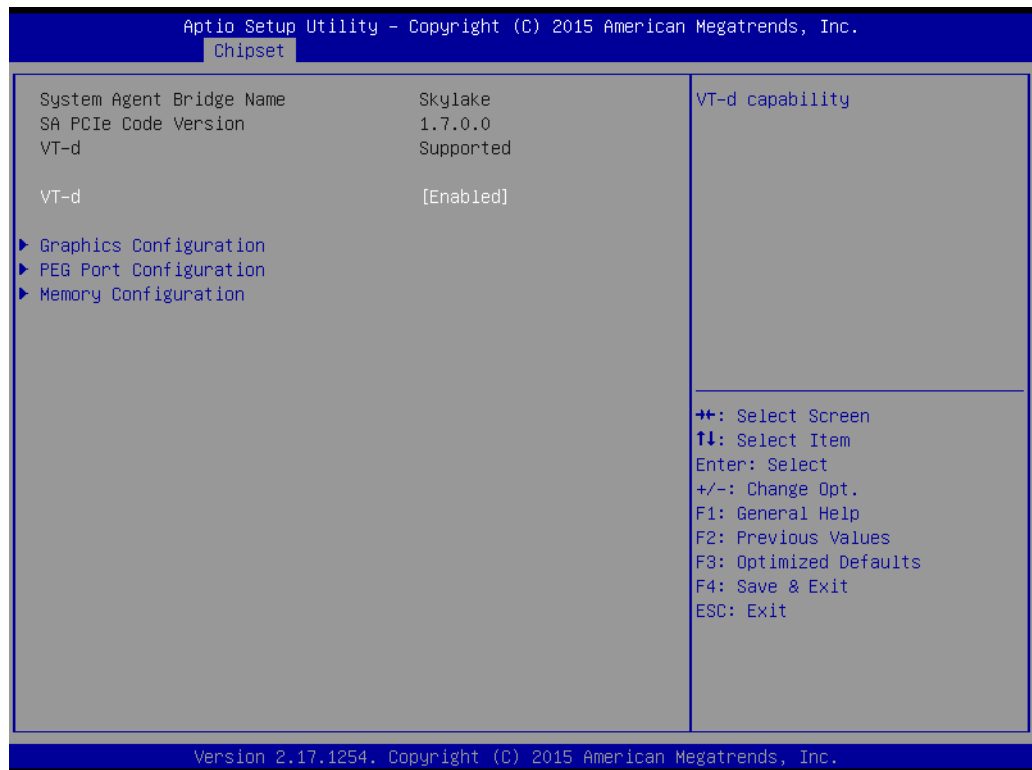 Aptio Setup Utility – Copyright (C) 2015 American Megatrends, Inc.
Chipset
System Agent Bridge Name Skylake
SA PCIe Code Version 1.7.0.0
VT-d Supported
VT-d [Enabled]
Graphics Configuration
PEG Port Configuration
Memory Configuration
VT-d capability
→←: Select Screen
↑↓: Select Item
Enter: Select
+/-: Change Opt.
F1: General Help
F2: Previous Values
F3: Optimized Defaults
F4: Save & Exit
ESC: Exit
Version 2.17.1254. Copyright (C) 2015 American Megatrends, Inc.